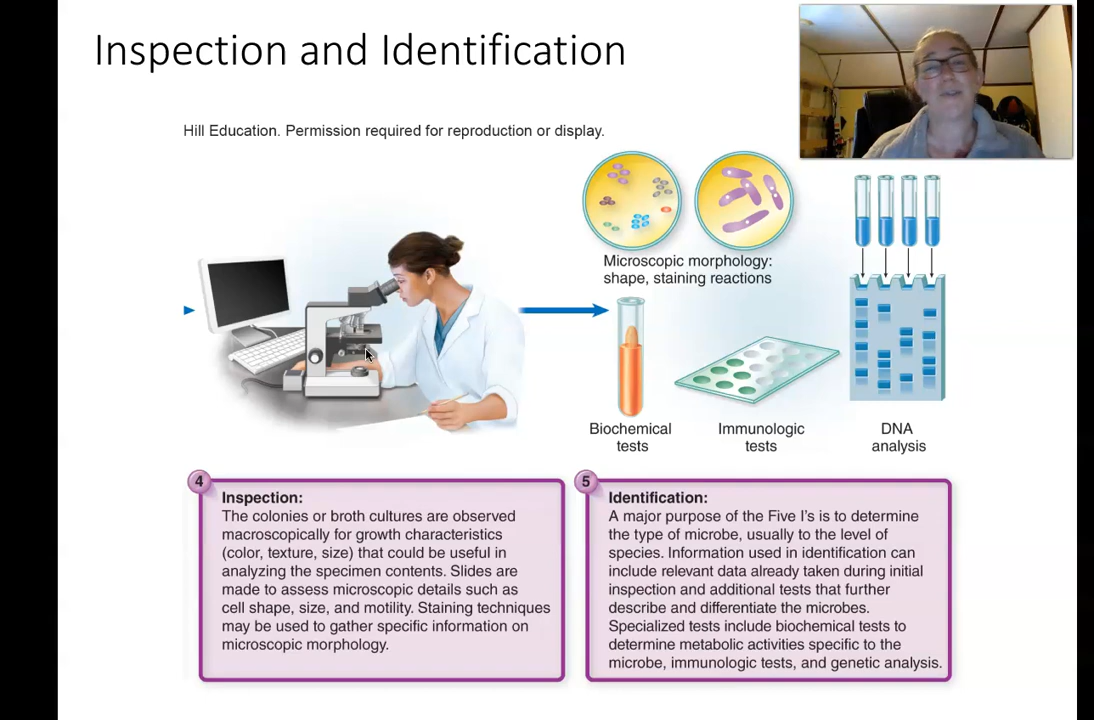 Inspection and Identification
Hill Education. Permission required for reproduction or display.
Microscopic morphology:
shape, staining reactions
Biochemical
tests
Immunologic
tests
DNA
analysis
4
Inspection:
The colonies or broth cultures are observed
macroscopically for growth characteristics
(color, texture, size) that could be useful in
analyzing the specimen contents. Slides are
made to assess microscopic details such as
cell shape, size, and motility. Staining techniques
may be used to gather specific information on
microscopic morphology.
5
Identification:
A major purpose of the Five I's is to determine
the type of microbe, usually to the level of
species. Information used in identification can
include relevant data already taken during initial
inspection and additional tests that further
describe and differentiate the microbes.
Specialized tests include biochemical tests to
determine metabolic activities specific to the
microbe, immunologic tests, and genetic analysis.